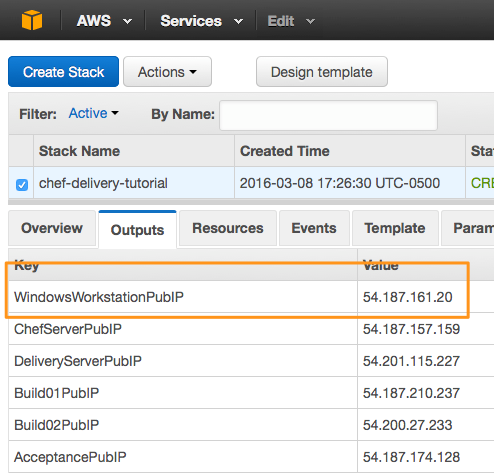 AWS Services Edit
Create Stack Actions Design template
Filter: Active By Name:
Stack Name Created Time Sta
chef-delivery-tutorial 2016-03-08 17:26:30 UTC-0500 CRE
Overview Outputs Resources Events Template Param
Key Value
WindowsWorkstationPubIP 54.187.161.20
ChefServerPubIP 54.187.157.159
DeliveryServerPubIP 54.201.115.227
Build01PubIP 54.187.210.237
Build02PubIP 54.200.27.233
AcceptancePubIP 54.187.174.128